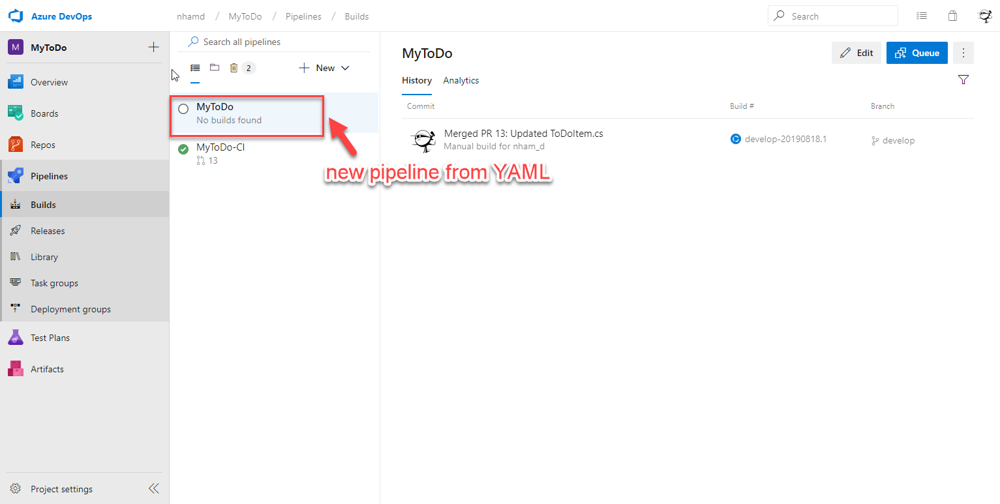 Azure DevOps
nhamd / MyToDo / Pipelines / Builds
Search
M MyToDo
Overview
Boards
Repos
Pipelines
Builds
Releases
Library
Task groups
Deployment groups
Test Plans
Artifacts
Project settings
Search all pipelines
2 New
MyToDo
No builds found
MyToDo-CI
13
new pipeline from YAML
MyToDo
Edit Queue
History Analytics
Commit Build # Branch
Merged PR 13: Updated ToDoItem.cs
Manual build for nham_d
develop-20190818.1 develop